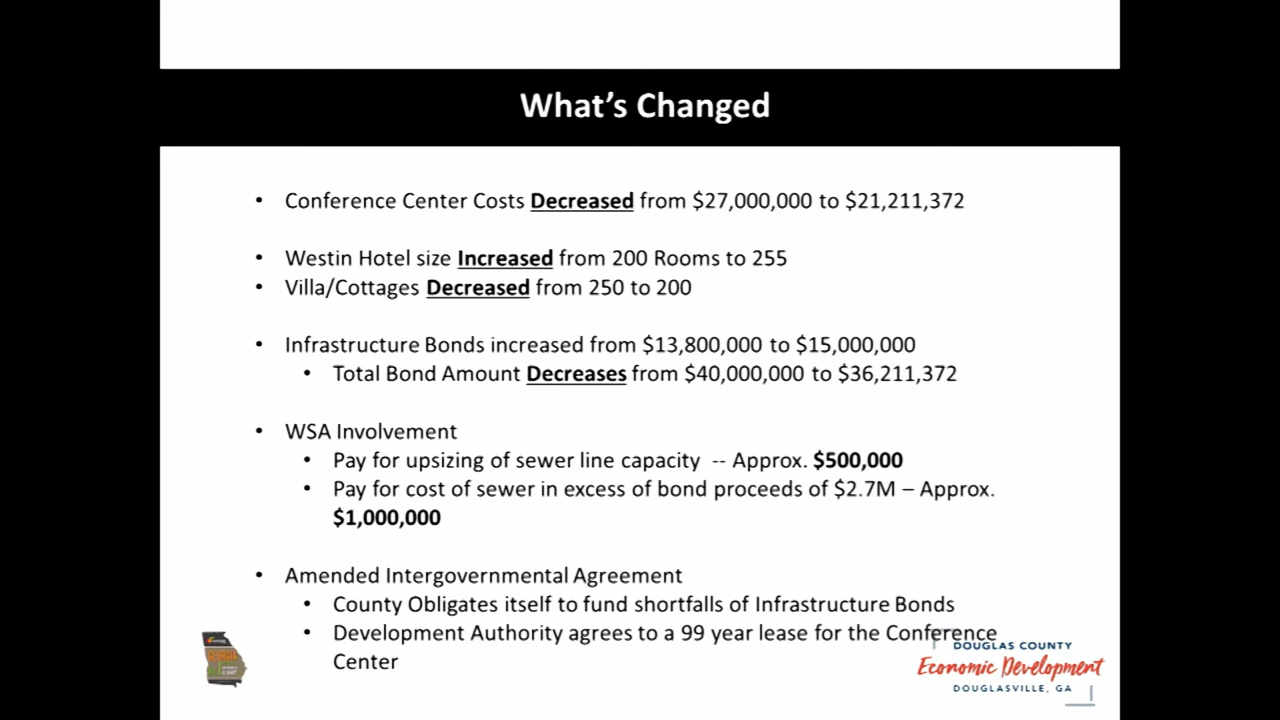 What's Changed
• Conference Center Costs Decreased from $27,000,000 to $21,211,372
• Westin Hotel size Increased from 200 Rooms to 255
• Villa/Cottages Decreased from 250 to 200
• Infrastructure Bonds increased from $13,800,000 to $15,000,000
• Total Bond Amount Decreases from $40,000,000 to $36,211,372
• WSA Involvement
• Pay for upsizing of sewer line capacity -- Approx. $500,000
• Pay for cost of sewer in excess of bond proceeds of $2.7M – Approx.
$1,000,000
• Amended Intergovernmental Agreement
• County Obligates itself to fund shortfalls of Infrastructure Bonds
• Development Authority agrees to a 99 year lease for the Conference
Center
GEORGIA
DOUGLAS COUNTY
Economic Development
DOUGLASVILLE, GA